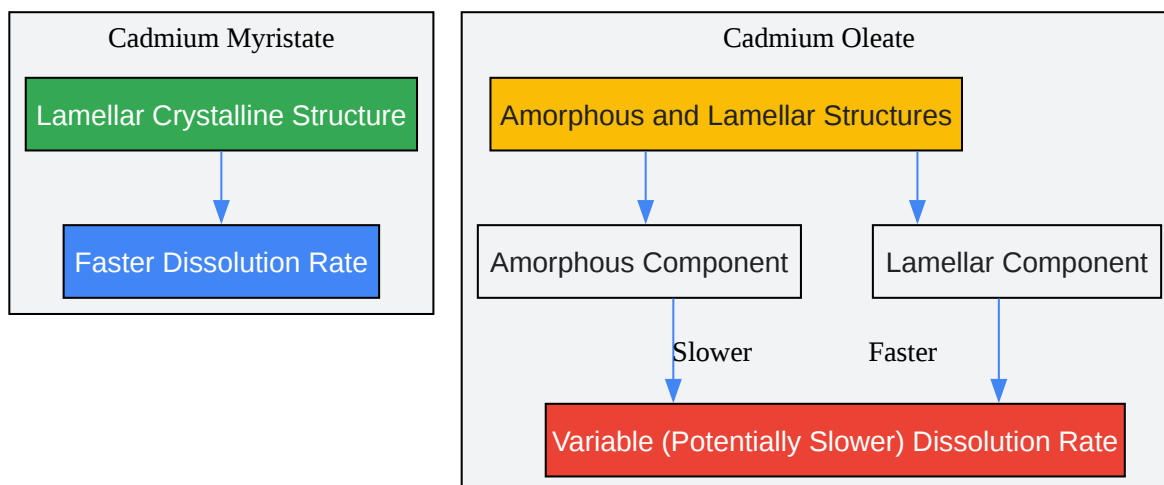 Cadmium Myristate
Lamellar Crystalline Structure
Faster Dissolution Rate
Cadmium Oleate
Amorphous and Lamellar Structures
Amorphous Component
Lamellar Component
Slower
Faster
Variable (Potentially Slower) Dissolution Rate